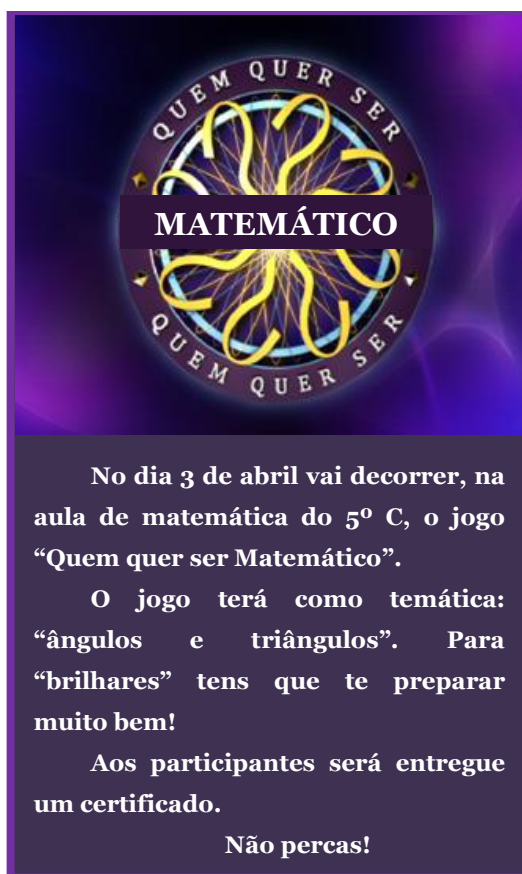 QUEM QUER SER
MATEMÁTICO
QUEM QUER SER
No dia 3 de abril vai decorrer, na
aula de matemática do 5º C, o jogo
“Quem quer ser Matemático”.
O jogo terá como temática:
“ângulos e triângulos”. Para
“brilhares” tens que te preparar
muito bem!
Aos participantes será entregue
um certificado.
Não percas!